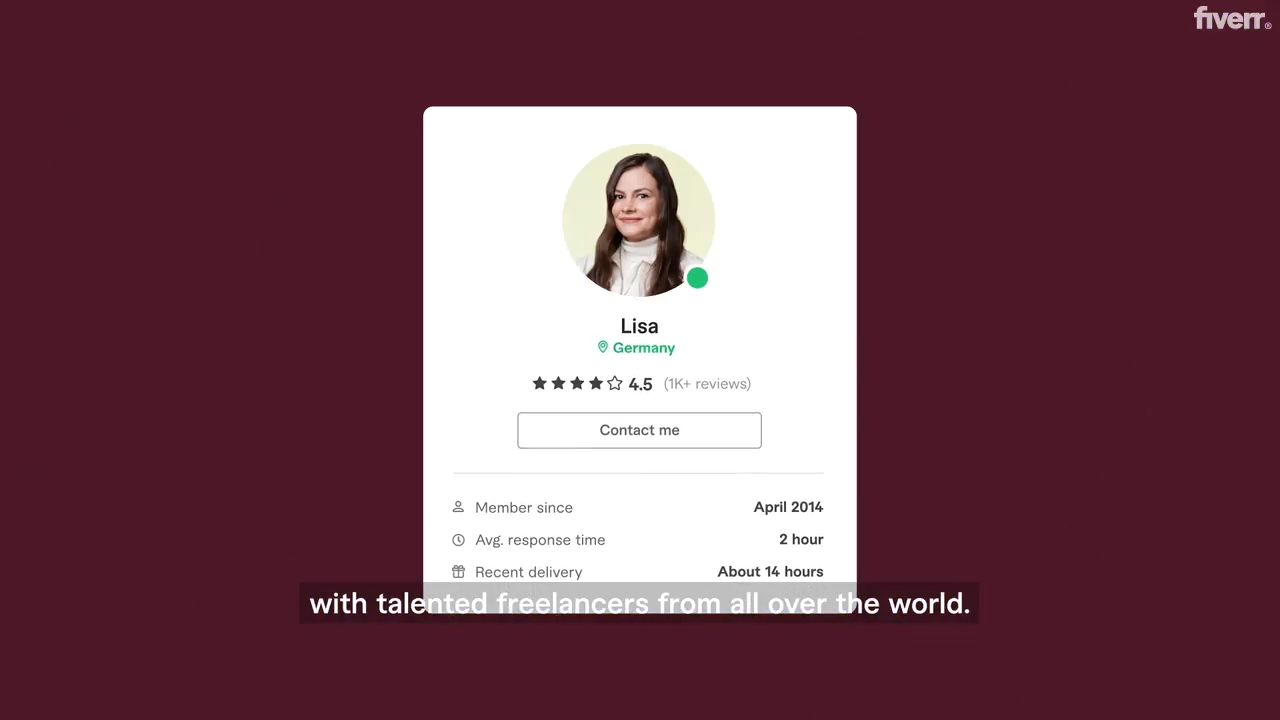 fiverr®
Lisa
Germany
4.5 (1K+ reviews)
Contact me
Member since April 2014
Avg. response time 2 hour
Recent delivery About 14 hours
with talented freelancers from all over the world.